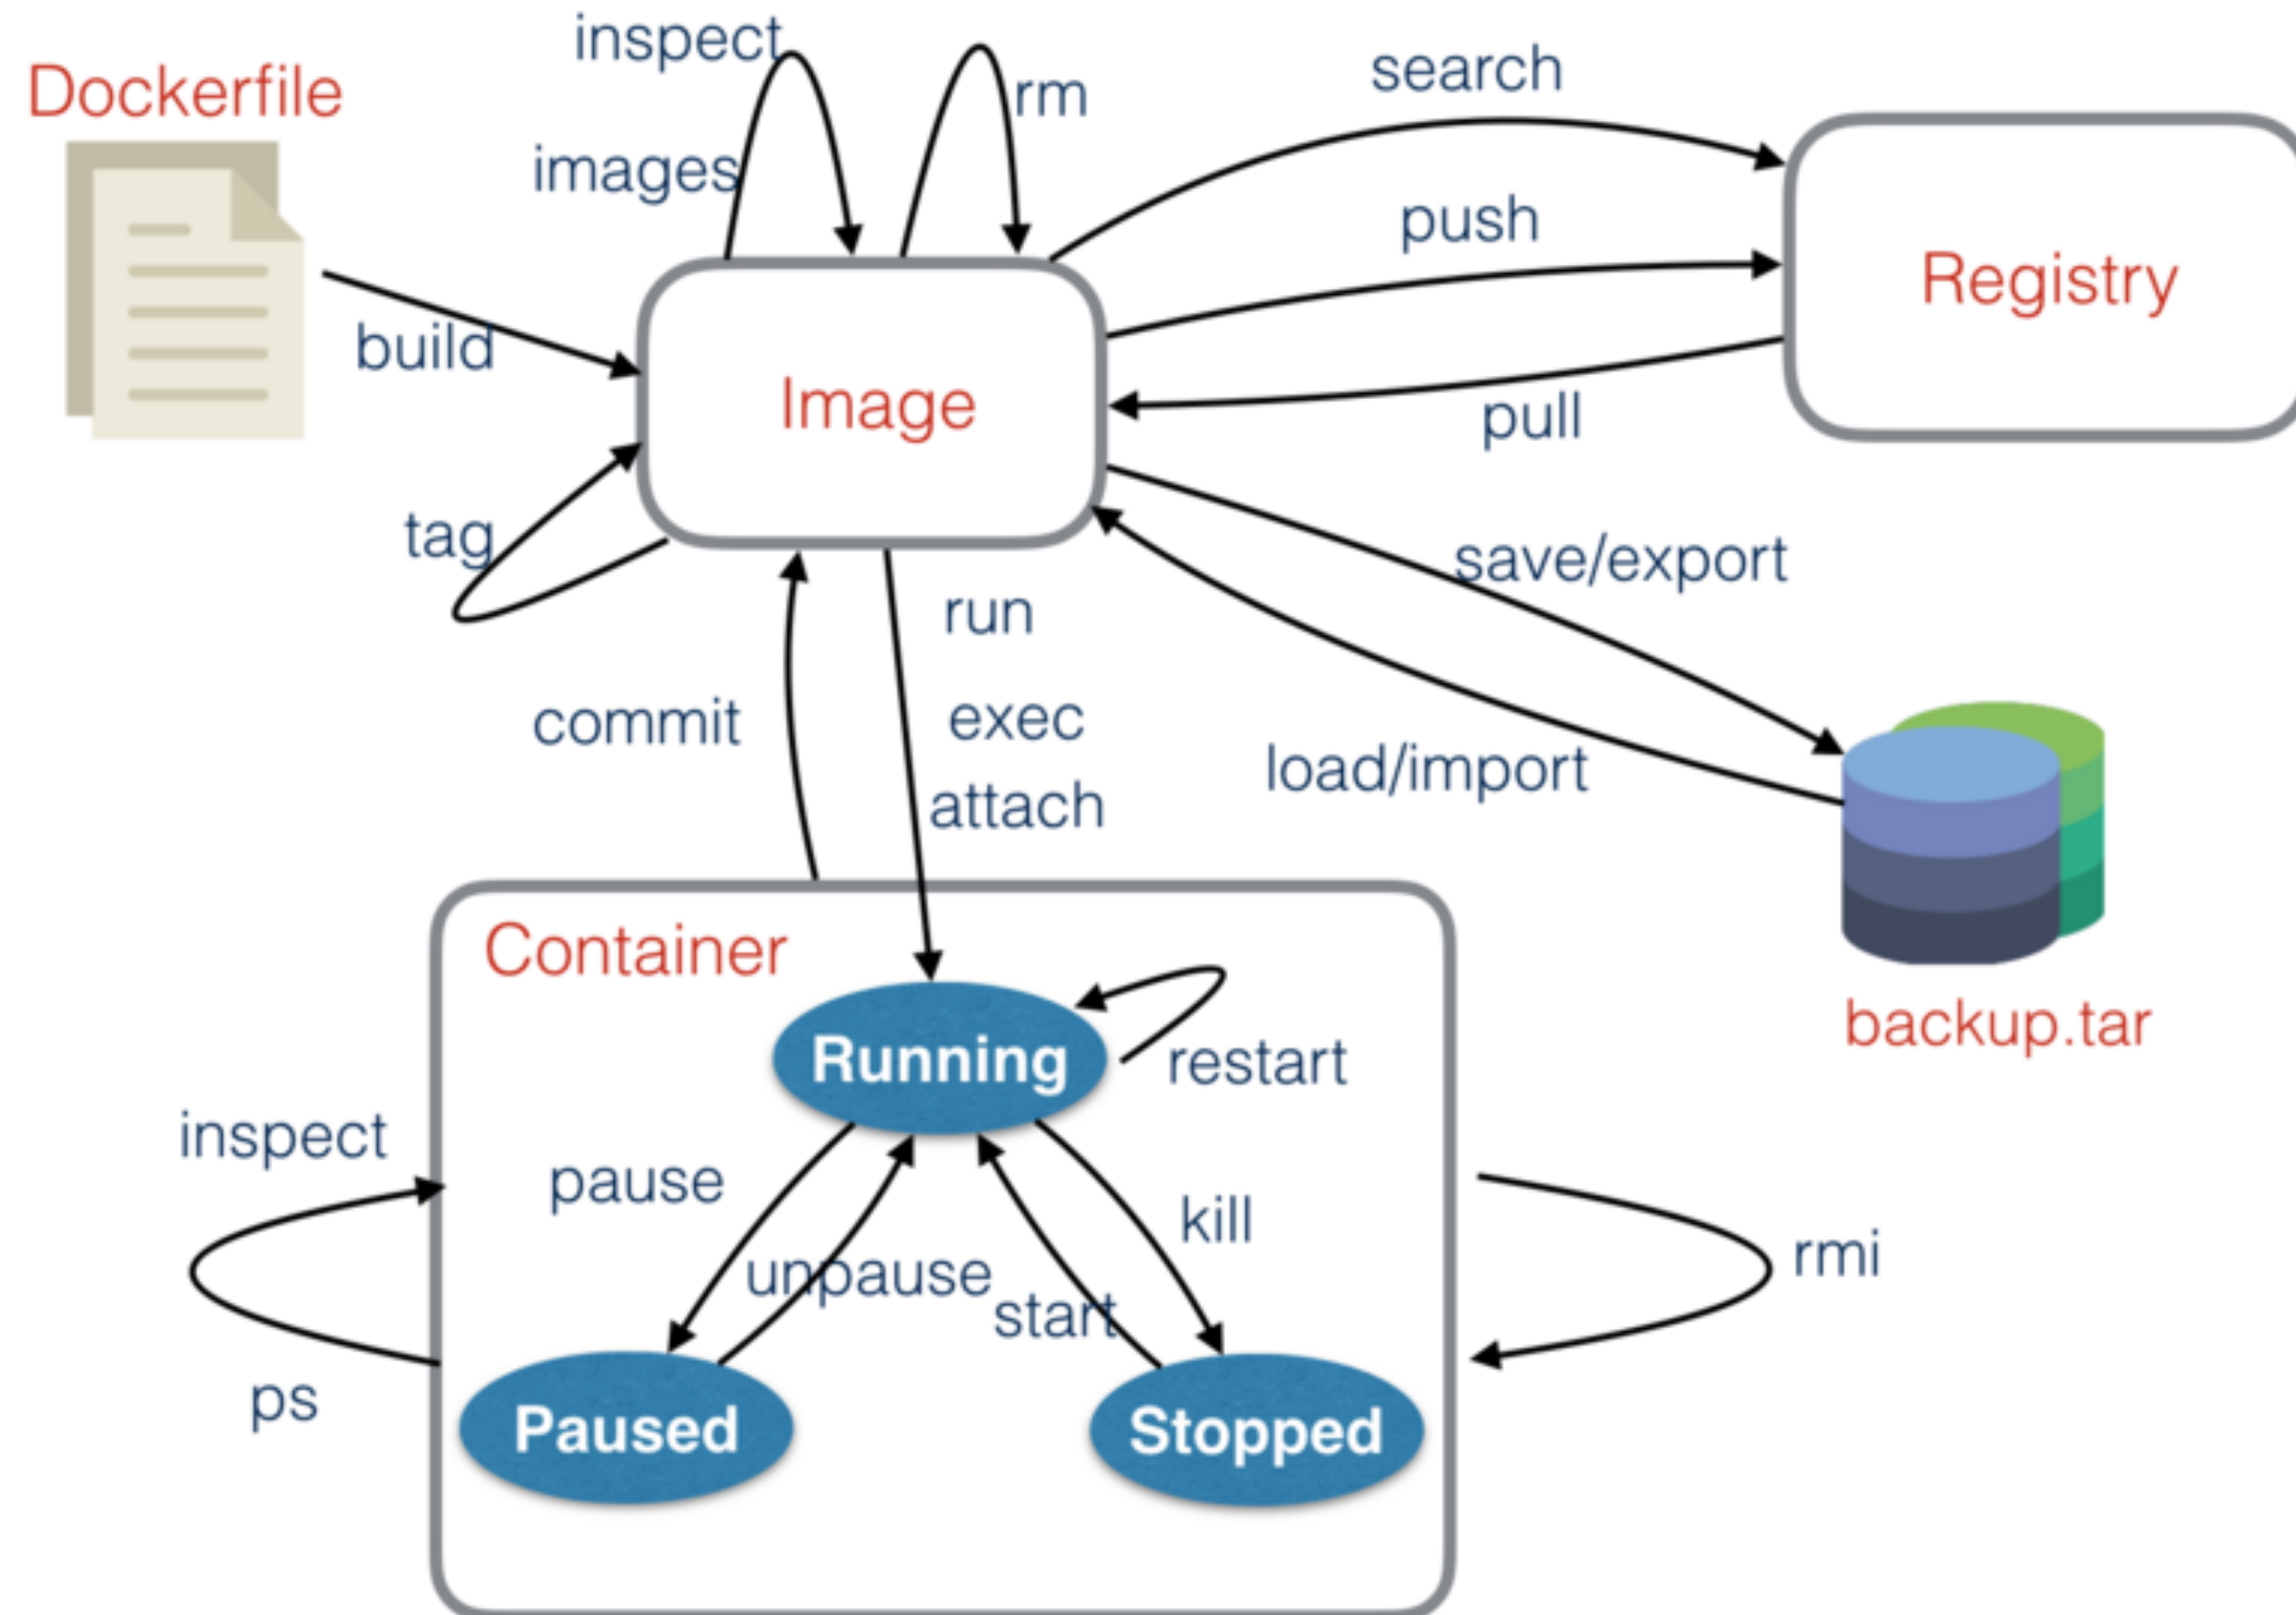 inspect
Dockerfile
rm
search
images
push
Registry
build
Image
pull
tag
save/export
run
commit
exec
load/import
attach
Container
backup.tar
Running
restart
inspect
pause
kill
unpause
rmi
start
ps
Paused
Stopped